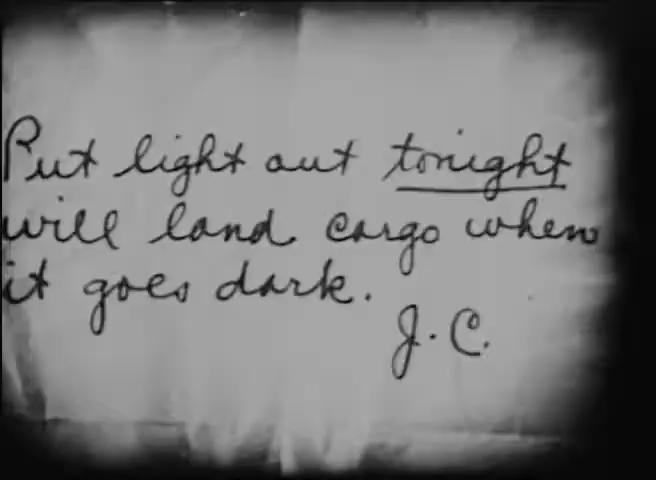 Put light out tonight
will land cargo when
it goes dark.
J. C.